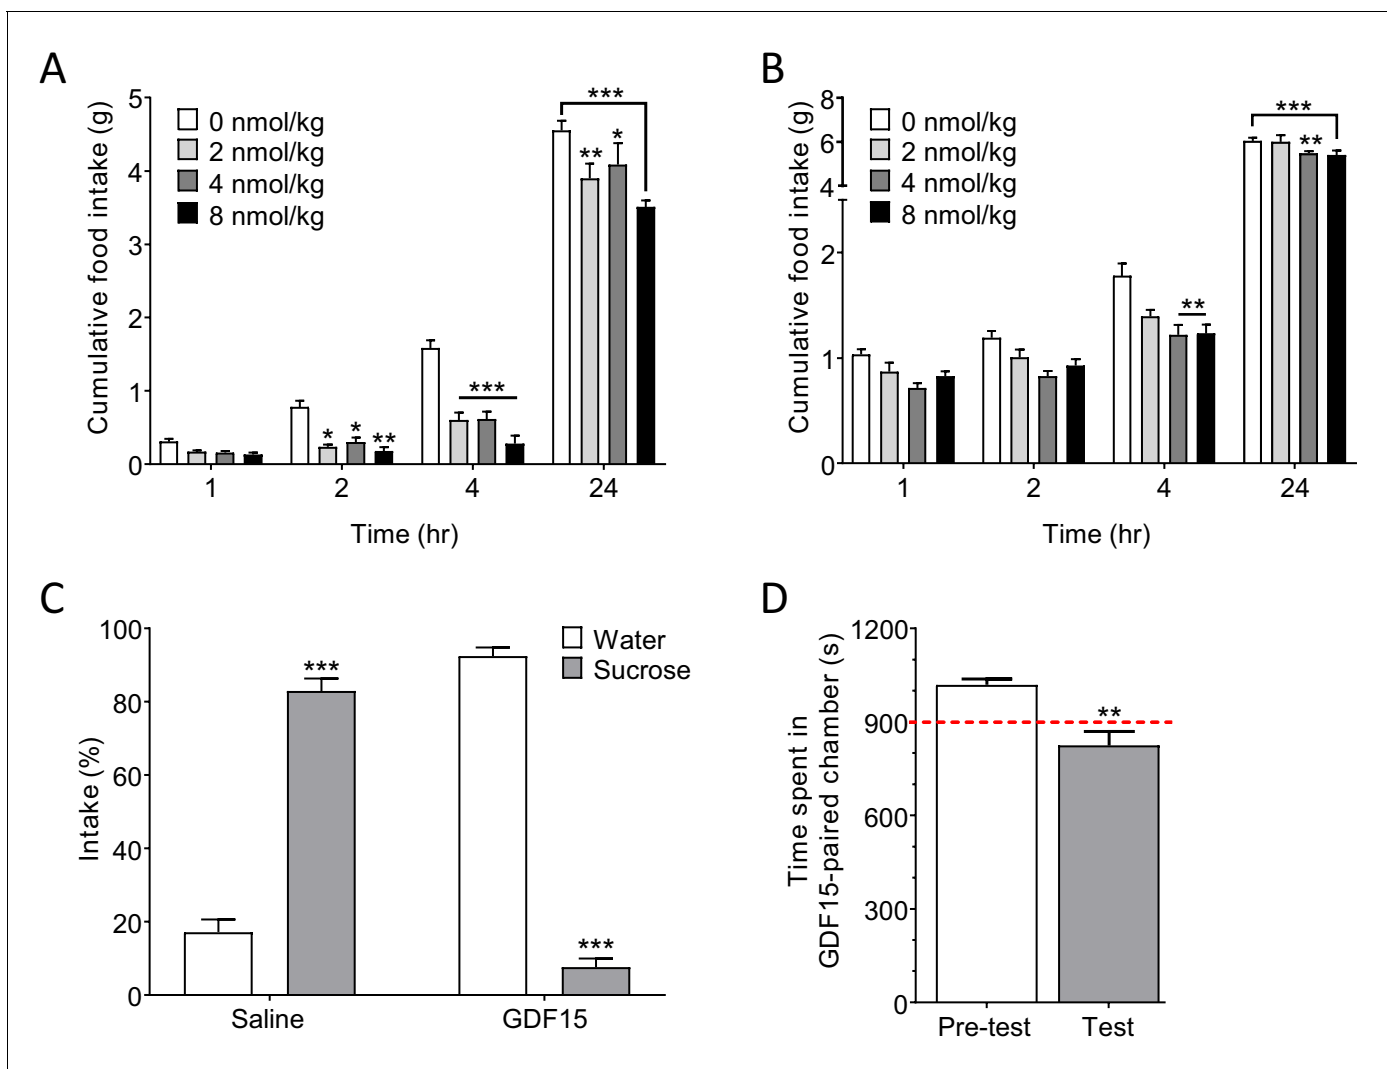 A
Cumulative food intake (g)
5
4
3
2
1
0
0 nmol/kg
2 nmol/kg
4 nmol/kg
8 nmol/kg
*
*
**
***
**
*
***
1
2
4
24
Time (hr)
B
Cumulative food intake (g)
8
6
4
2
1
0
0 nmol/kg
2 nmol/kg
4 nmol/kg
8 nmol/kg
**
***
**
1
2
4
24
Time (hr)
C
Intake (%)
100
80
60
40
20
0
Water
Sucrose
***
***
Saline
GDF15
D
Time spent in
GDF15-paired chamber (s)
1200
900
600
300
0
**
Pre-test
Test